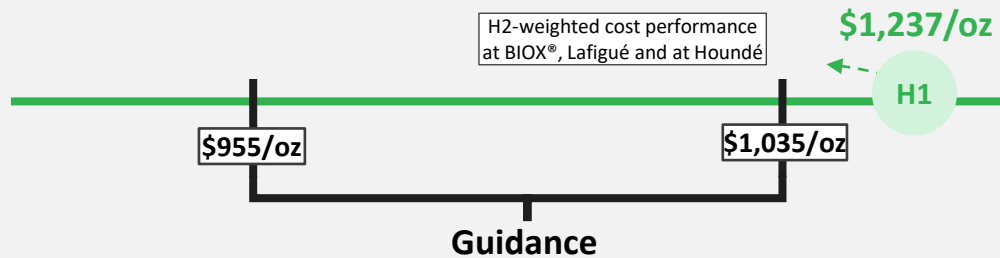 H2-weighted cost performance
at BIOX®, Lafigué and at Houndé
$1,237/oz
H1
$955/oz
$1,035/oz
Guidance